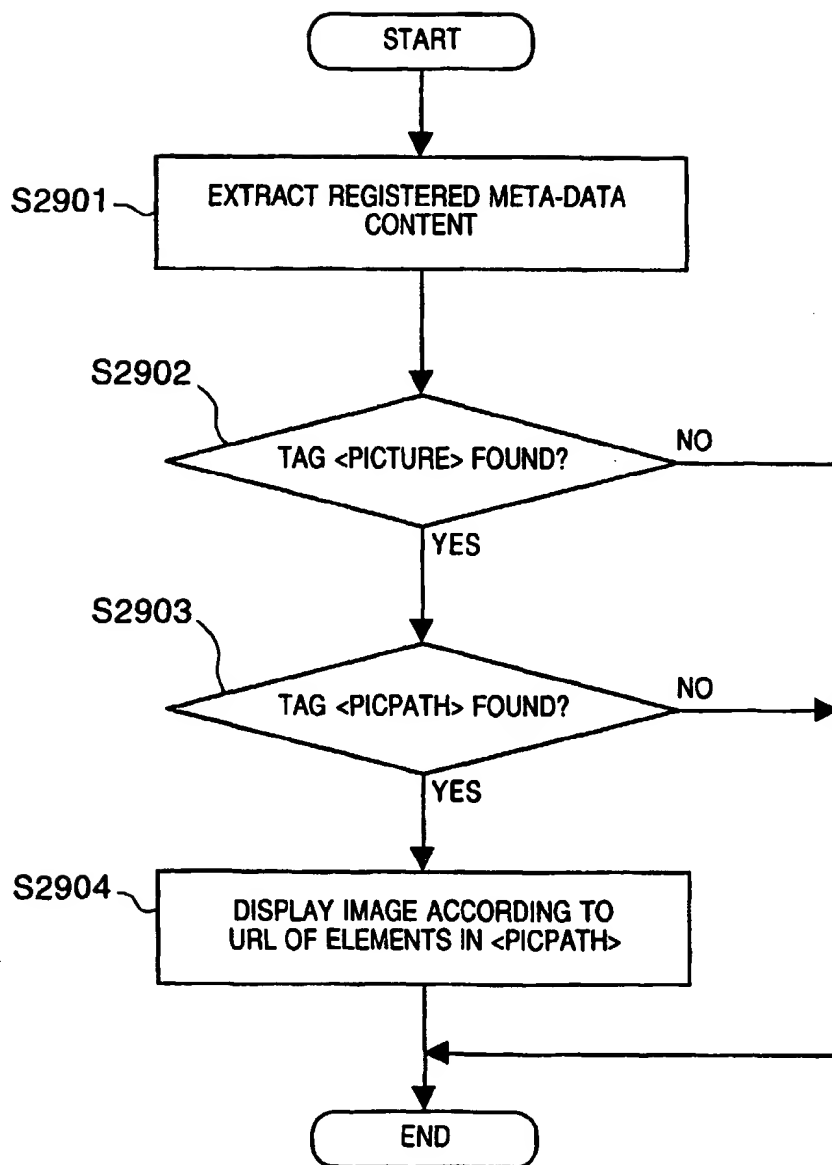 START
S2901
EXTRACT REGISTERED META-DATA
CONTENT
S2902
TAG <PICTURE> FOUND?
NO
YES
S2903
TAG <PICPATH> FOUND?
NO
YES
S2904
DISPLAY IMAGE ACCORDING TO
URL OF ELEMENTS IN <PICPATH>
END